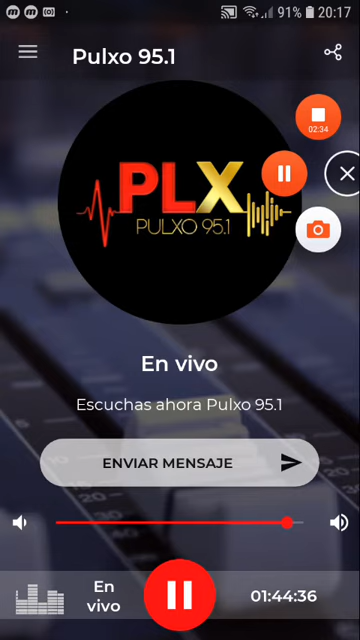 91% 20:17
Pulxo 95.1
02:34
PLX
PULXO 95.1
En vivo
Escuchas ahora Pulxo 95.1
ENVIAR MENSAJE
En
vivo
01:44:36